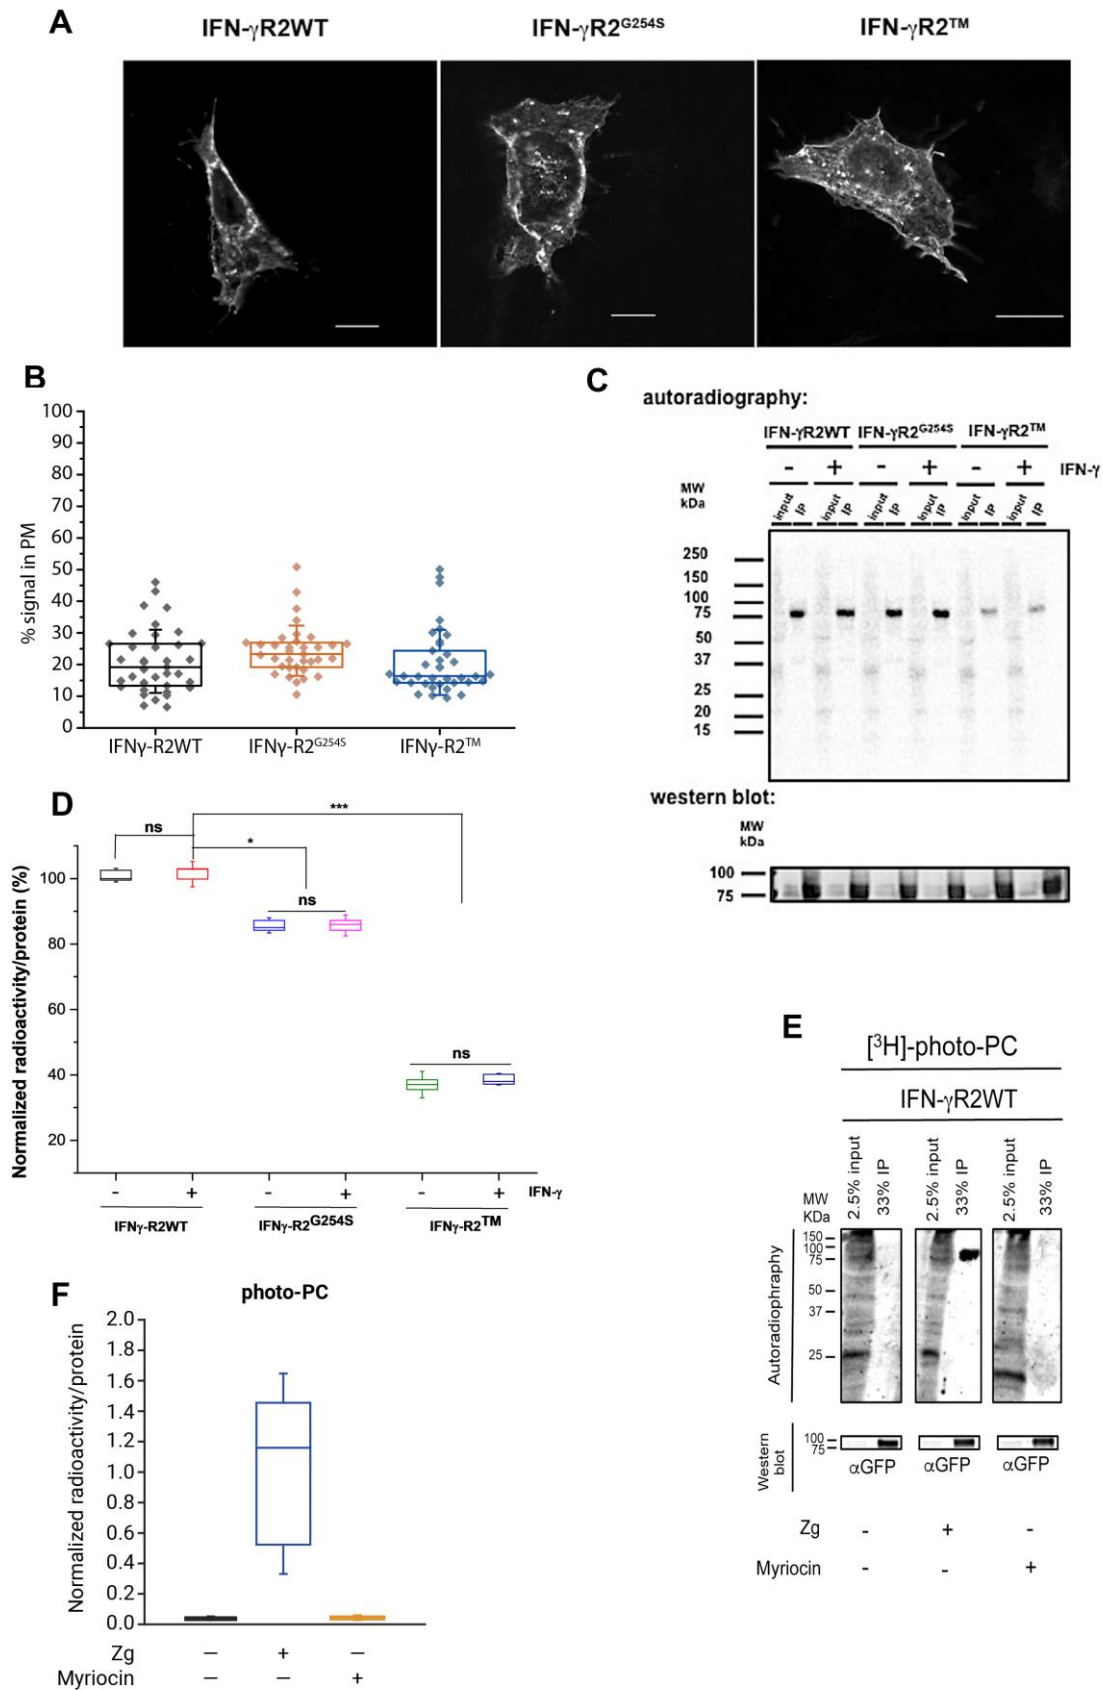 A
IFN-γR2WT IFN-γR2G254S IFN-γR2TM
B
% signal in PM
100
90
80
70
60
50
40
30
20
10
0
IFNγ-R2WT IFNγ-R2G254S IFNγ-R2TM
C
autoradiography:
IFN-γR2WT IFN-γR2G254S IFN-γR2TM
- + - + - + IFN-γ
MW
kDa
input IP input IP input IP input IP input IP input IP
250
150
100
75
50
37
25
20
15
western blot:
MW
kDa
100
75
D
Normalized radioactivity/protein (%)
***
ns
*
ns
ns
100
80
60
40
20
- + - + - + IFN-γ
IFNγ-R2WT IFNγ-R2G254S IFNγ-R2TM
E
[3H]-photo-PC
IFN-γR2WT
2.5% input 33% IP 2.5% input 33% IP 2.5% input 33% IP
MW
KDa
Autoradiophraphy
150
100
75
50
37
25
Western
blot
100
75
αGFP αGFP αGFP
Zg - + -
Myriocin - - +
F
photo-PC
Normalized radioactivity/protein
2.0
1.8
1.6
1.4
1.2
1.0
0.8
0.6
0.4
0.2
0.0
Zg – + –
Myriocin – – +